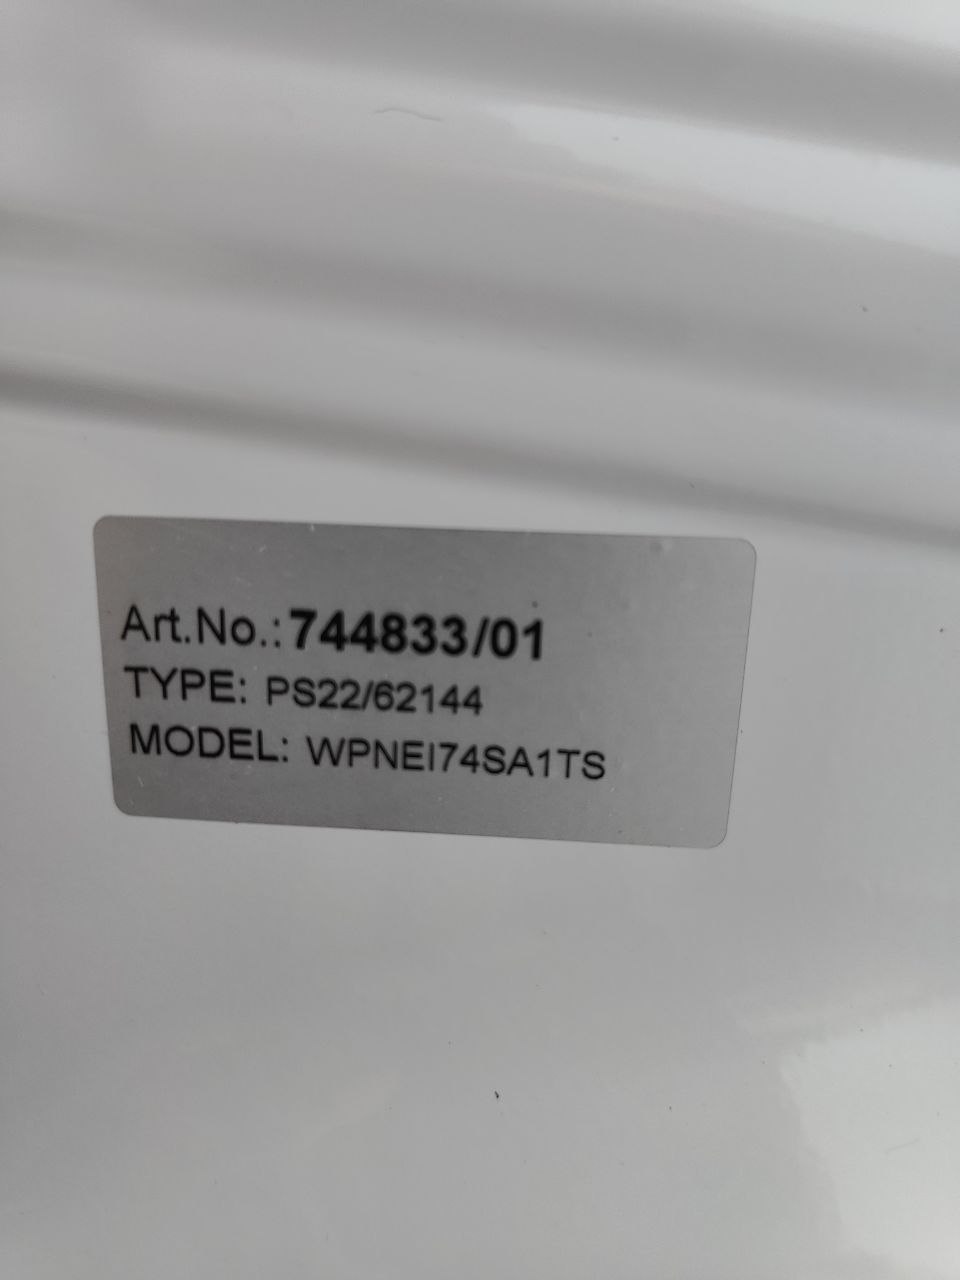 Art.No.: 744833/01
TYPE: PS22/62144
MODEL: WPNEI74SA1TS